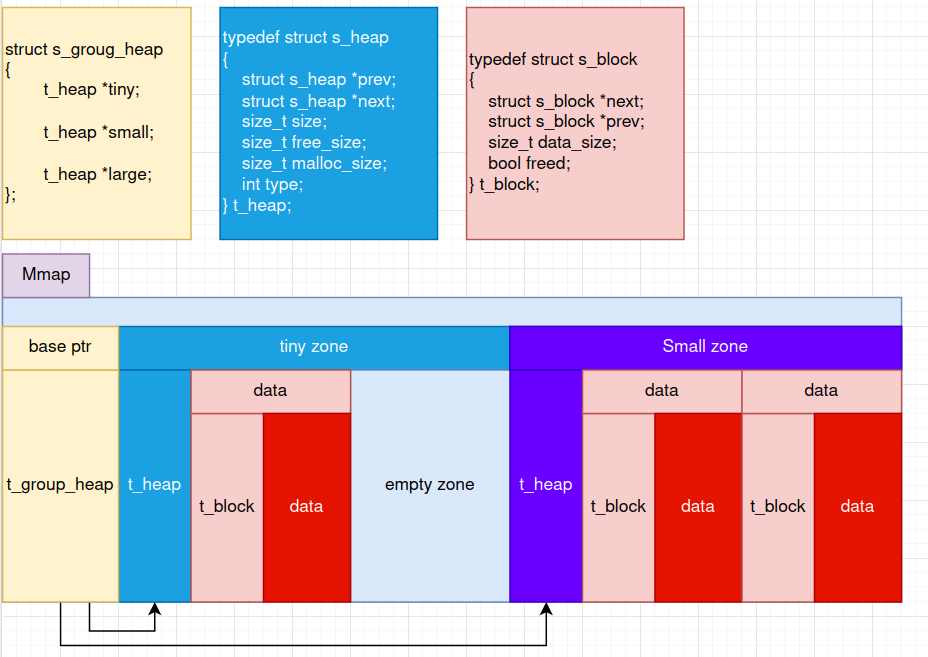 struct s_groug_heap
{
t_heap *tiny;
t_heap *small;
t_heap *large;
};
typedef struct s_heap
{
struct s_heap *prev;
struct s_heap *next;
size_t size;
size_t free_size;
size_t malloc_size;
int type;
} t_heap;
typedef struct s_block
{
struct s_block *next;
struct s_block *prev;
size_t data_size;
bool freed;
} t_block;
Mmap
base ptr
tiny zone
Small zone
data
data
data
t_group_heap
t_heap
empty zone
t_heap
t_block
data
t_block
data
t_block
data